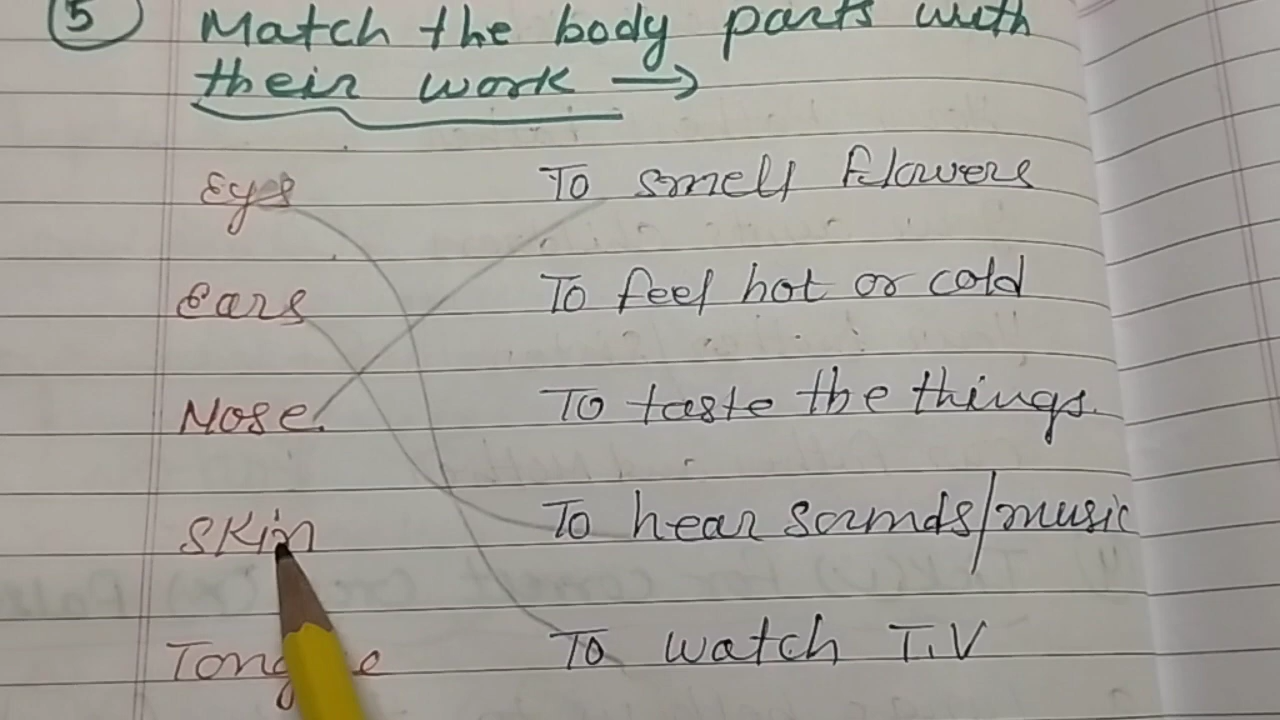 5 Match the body parts with
their work →
Eyes To smell flowers
Ears To feel hot or cold
Nose. To taste the things.
Skin To hear sounds/music
Tongue To watch T.V